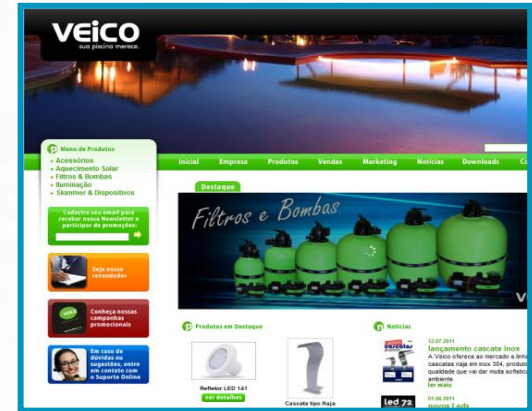 VEICO
sua piscina merece.
Menu de Produtos
Acessórios
Aquecimento Solar
Filtros & Bombas
Iluminação
Skimmer & Dispositivos
Inicial Empresa Produtos Vendas Marketing Notícias Downloads
Cadastre seu email para
receber nossa Newsletter e
participar de promoções:
Destaque
Filtros e Bombas
Seja nosso
revendedor
Conheça nossas
campanhas
promocionais
Em caso de
dúvidas ou
sugestões, entre
em contato com
o Suporte Online
Produtos em Destaque
Refletor LED 141
ver detalhes
Cascata tipo Naja
Notícias
12.07.2011
lançamento cascata inox
A Veico oferece ao mercado a linha
cascatas naja em inox 304, produto
qualidade que vai dar muita
ambiente.
ler mais
led 72
01.06.2011
novos Leds